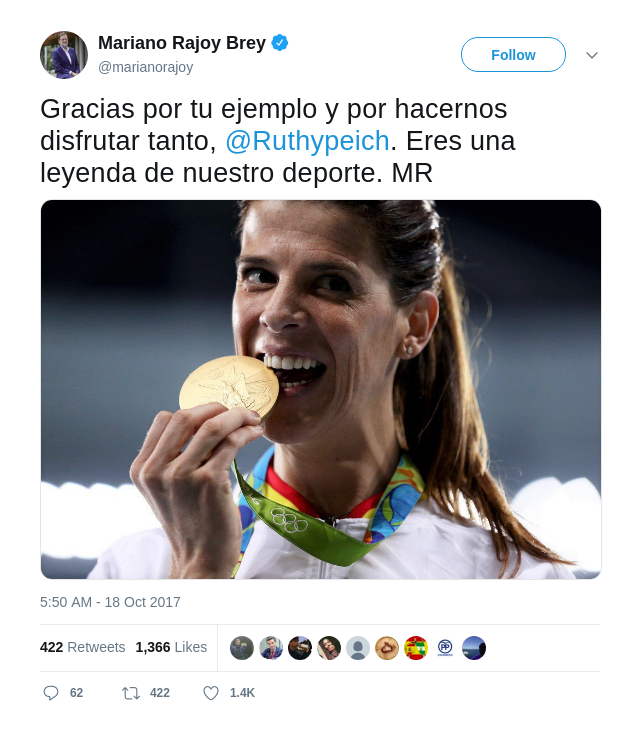 Mariano Rajoy Brey
@marianorajoy
Follow
Gracias por tu ejemplo y por hacernos
disfrutar tanto, @Ruthypeich. Eres una
leyenda de nuestro deporte. MR
5:50 AM - 18 Oct 2017
422 Retweets 1,366 Likes
62 422 1.4K